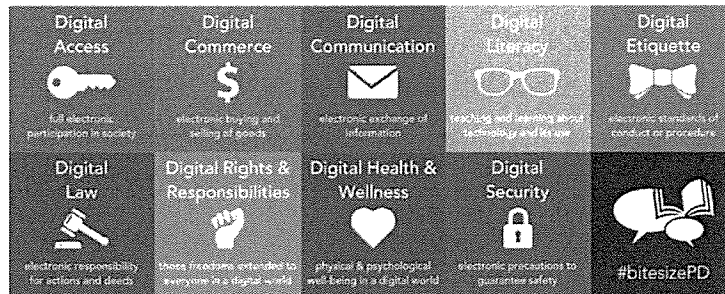 Digital
Access
full electronic
participation in society
Digital
Commerce
$
electronic buying and
selling of goods
Digital
Communication
electronic exchange of
information
Digital
Literacy
teaching and learning about
technology and its use
Digital
Etiquette
electronic standards of
conduct or procedure
Digital
Law
electronic responsibility
for actions and deeds
Digital Rights &
Responsibilities
those freedoms extended to
everyone in a digital world
Digital Health &
Wellness
physical & psychological
well-being in a digital world
Digital
Security
electronic precautions to
guarantee safety
#bitesizePD